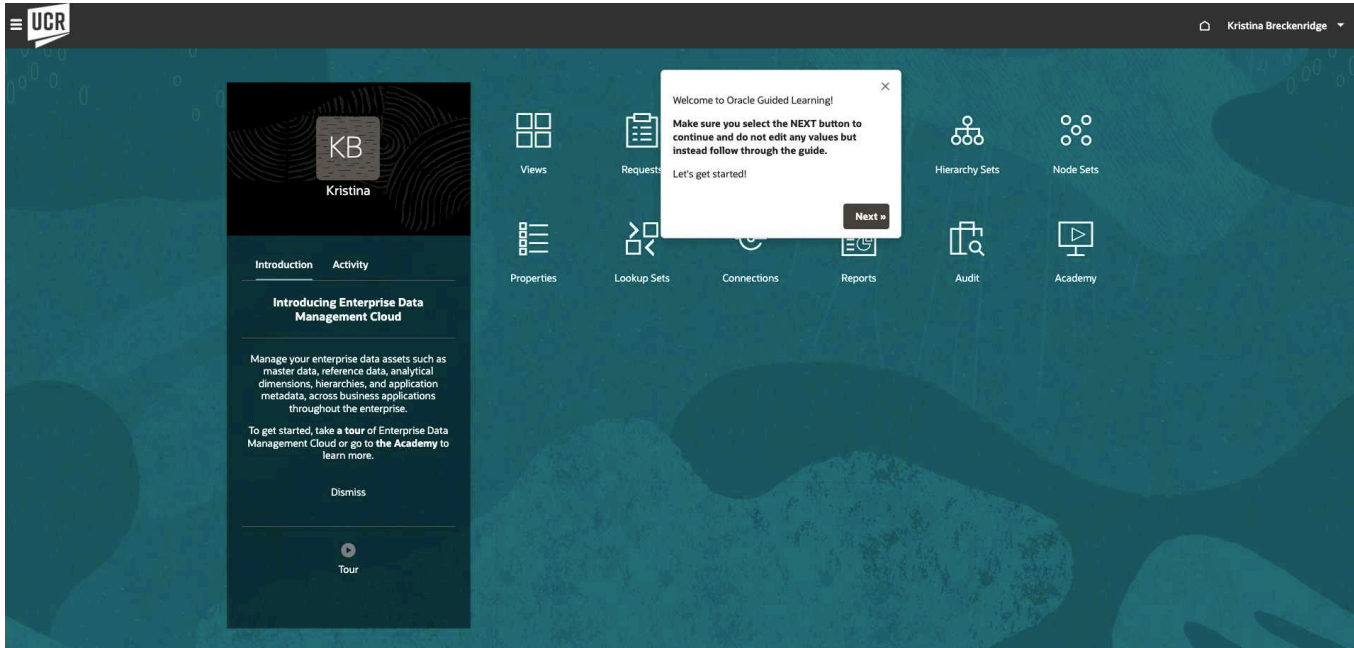 UCR
Kristina Breckenridge
KB
Kristina
Introduction Activity
Introducing Enterprise Data
Management Cloud
Manage your enterprise data assets such as
master data, reference data, analytical
dimensions, hierarchies, and application
metadata, across business applications
throughout the enterprise.
To get started, take a tour of Enterprise Data
Management Cloud or go to the Academy to
learn more.
Dismiss
Tour
Welcome to Oracle Guided Learning!
Make sure you select the NEXT button to
continue and do not edit any values but
instead follow through the guide.
Let's get started!
Next »
Views
Requests
Hierarchy Sets
Node Sets
Properties
Lookup Sets
Connections
Reports
Audit
Academy